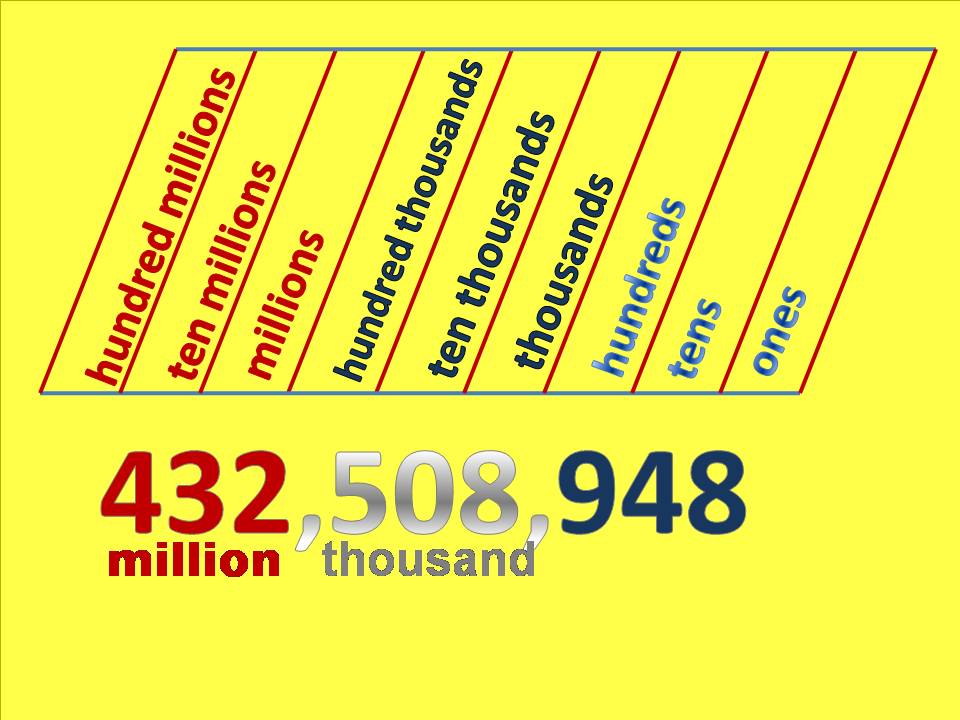 hundred millions
ten millions
millions
hundred thousands
ten thousands
thousands
hundreds
tens
ones
432,508,948
million thousand